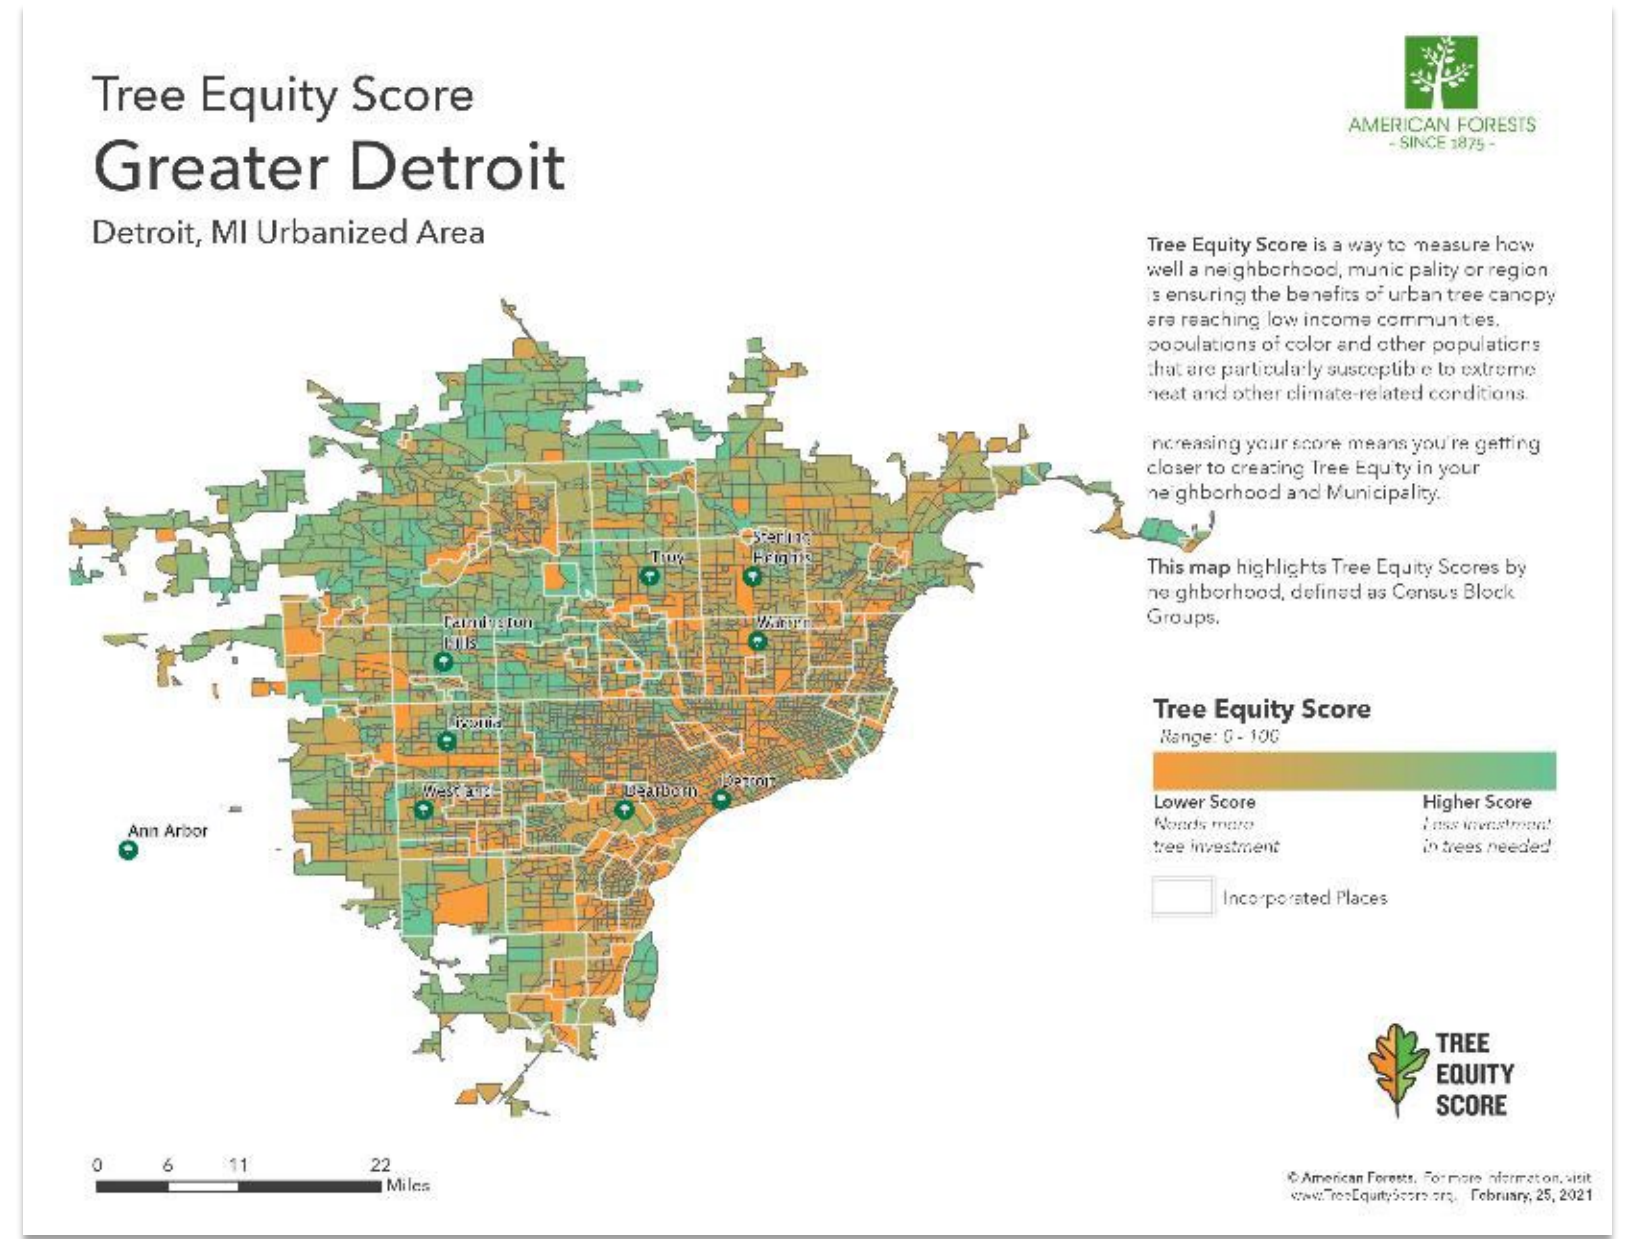 Tree Equity Score
Greater Detroit
Detroit, MI Urbanized Area
AMERICAN FORESTS
- SINCE 1875 -
Tree Equity Score is a way to measure how
well a neighborhood, municipality or region
is ensuring the benefits of urban tree canopy
are reaching low income communities,
populations of color and other populations
that are particularly susceptible to extreme
heat and other climate-related conditions.
Increasing your score means you're getting
closer to creating Tree Equity in your
neighborhood and Municipality.
This map highlights Tree Equity Scores by
neighborhood, defined as Census Block
Groups.
Sterling
Heights
Troy
Warren
Farmington
Hills
Livonia
Westland
Dearborn
Detroit
Ann Arbor
Tree Equity Score
Range: 0 - 100
Lower Score
Needs more
tree investment
Higher Score
Less investment
in trees needed
Incorporated Places
TREE
EQUITY
SCORE
0 6 11 22
Miles
© American Forests. For more information, visit
www.TreeEquityScore.org. February, 25, 2021